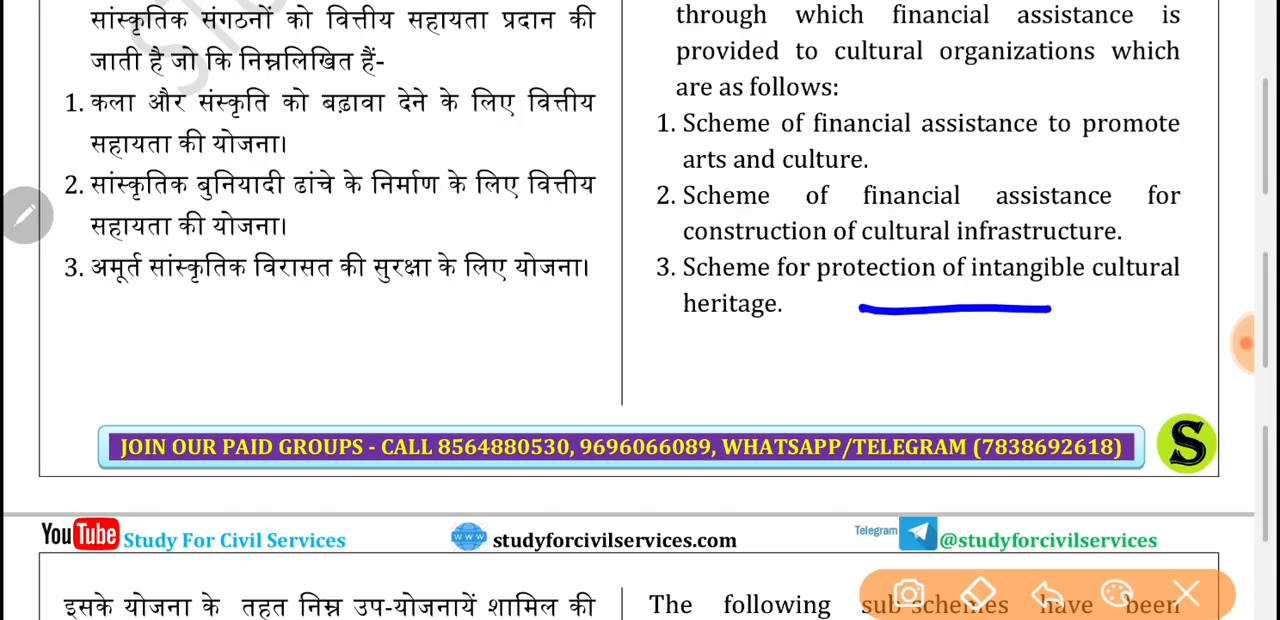 सांस्कृतिक संगठनों को वित्तीय सहायता प्रदान की
जाती है जो कि निम्नलिखित हैं-
1. कला और संस्कृति को बढ़ावा देने के लिए वित्तीय
सहायता की योजना।
2. सांस्कृतिक बुनियादी ढांचे के निर्माण के लिए वित्तीय
सहायता की योजना।
3. अमूर्त सांस्कृतिक विरासत की सुरक्षा के लिए योजना।
through which financial assistance is
provided to cultural organizations which
are as follows:
1. Scheme of financial assistance to promote
arts and culture.
2. Scheme of financial assistance for
construction of cultural infrastructure.
3. Scheme for protection of intangible cultural
heritage.
JOIN OUR PAID GROUPS - CALL 8564880530, 9696066089, WHATSAPP/TELEGRAM (7838692618)
S
YouTube Study For Civil Services
www studyforcivilservices.com
Telegram @studyforcivilservices
इसके योजना के तहत निम्न उप-योजनायें शामिल की
The following sub-schemes have been